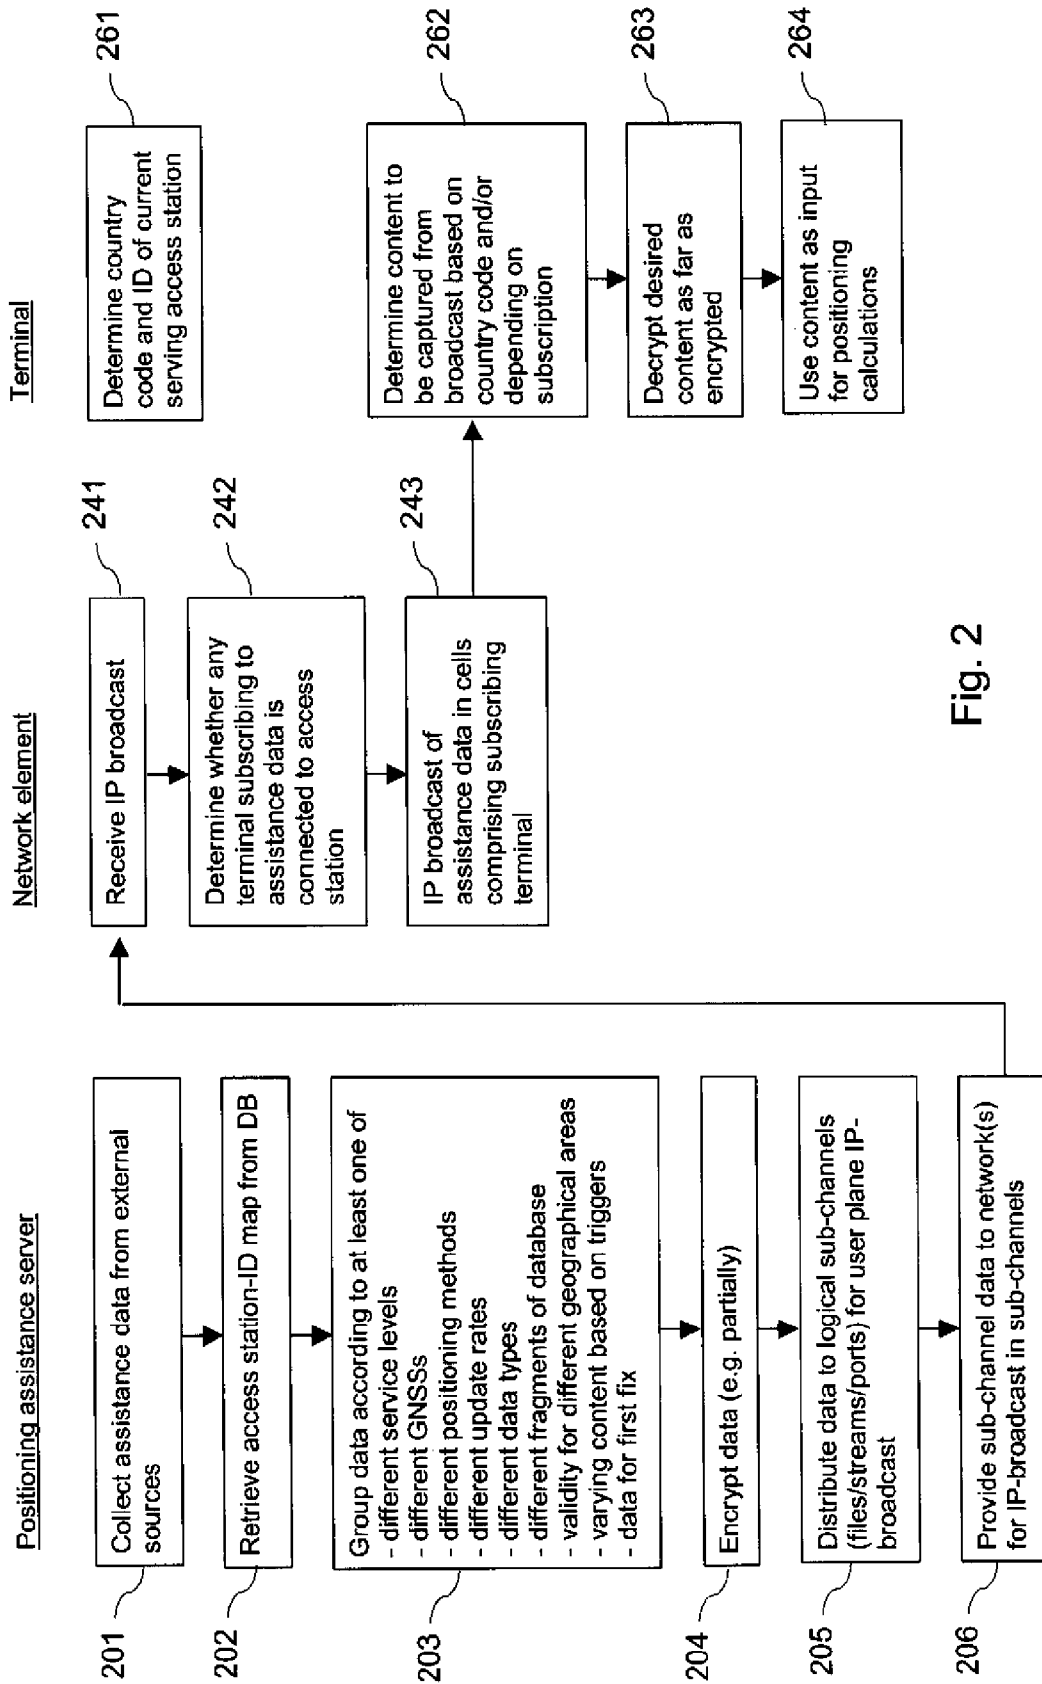 Positioning assistance server
201
Collect assistance data from external
sources
202
Retrieve access station-ID map from DB
203
Group data according to at least one of
- different service levels
- different GNSSs
- different positioning methods
- different update rates
- different data types
- different fragments of database
- validity for different geographical areas
- varying content based on triggers
- data for first fix
204
Encrypt data (e.g. partially)
205
Distribute data to logical sub-channels
(files/streams/ports) for user plane IP-
broadcast
206
Provide sub-channel data to network(s)
for IP-broadcast in sub-channels
Network element
241
Receive IP broadcast
242
Determine whether any
terminal subscribing to
assistance data is
connected to access
station
243
IP broadcast of
assistance data in cells
comprising subscribing
terminal
Terminal
261
Determine country
code and ID of current
serving access station
262
Determine content to
be captured from
broadcast based on
country code and/or
depending on
subscription
263
Decrypt desired
content as far as
encrypted
264
Use content as input
for positioning
calculations
Fig. 2